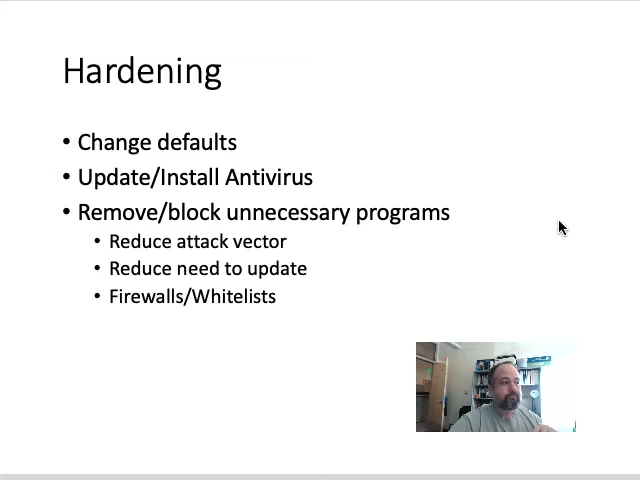 Hardening
• Change defaults
• Update/Install Antivirus
• Remove/block unnecessary programs
• Reduce attack vector
• Reduce need to update
• Firewalls/Whitelists